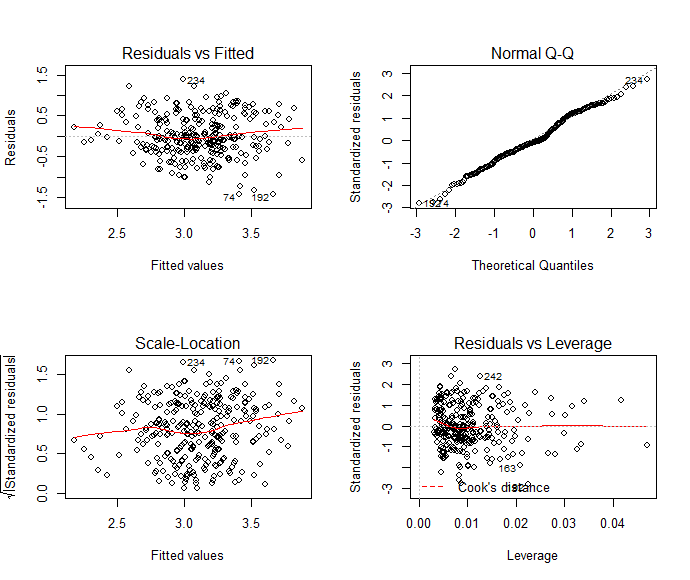 Residuals vs Fitted
Residuals
1.5
0.5
-0.5
-1.5
234
74
192
2.5 3.0 3.5
Fitted values
Normal Q-Q
Standardized residuals
3
2
1
0
-1
-2
-3
234
-3 -2 -1 0 1 2 3
Theoretical Quantiles
Scale-Location
√|Standardized residuals|
1.5
1.0
0.5
0.0
234
74
192
2.5 3.0 3.5
Fitted values
Residuals vs Leverage
Standardized residuals
3
2
1
0
-1
-3
242
163
Cook's distance
0.00 0.01 0.02 0.03 0.04
Leverage